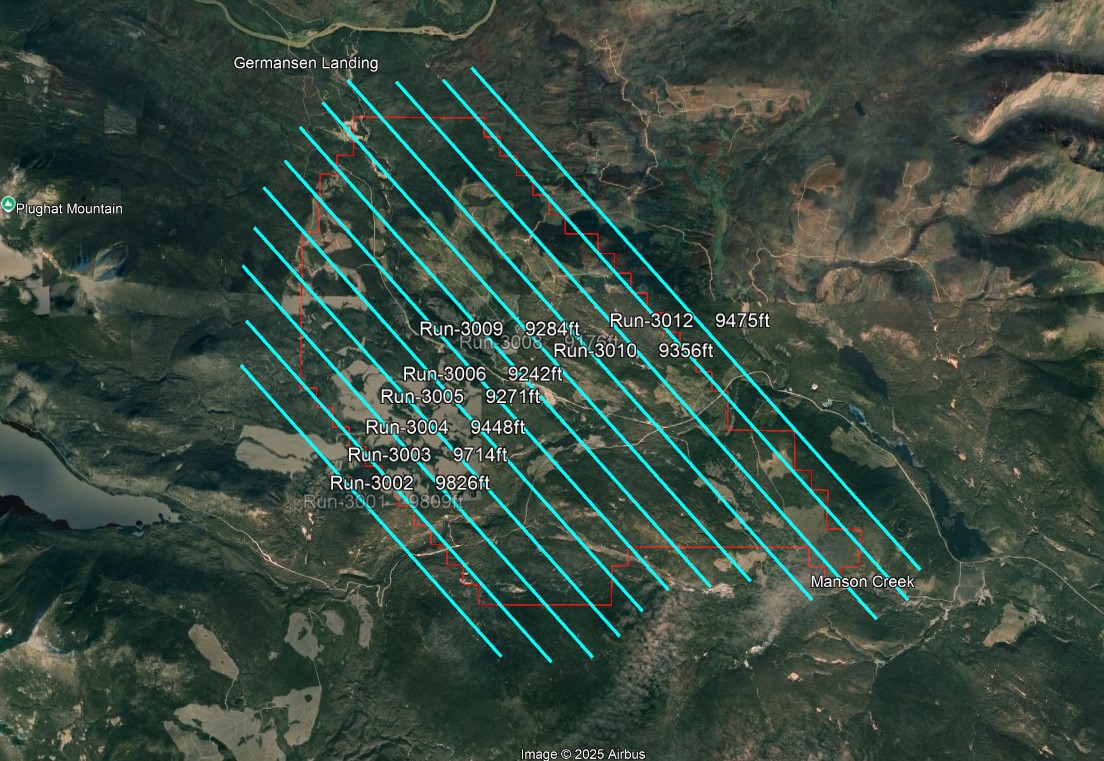 Germansen Landing
Plughat Mountain
Run-3012 9475ft
Run-3009 9284ft
Run-3008
Run-3010 9356ft
Run-3006 9242ft
Run-3005 9271ft
Run-3004 9448ft
Run-3003 9714ft
Run-3002 9826ft
Run-3001 9809ft
Manson Creek
Image © 2025 Airbus